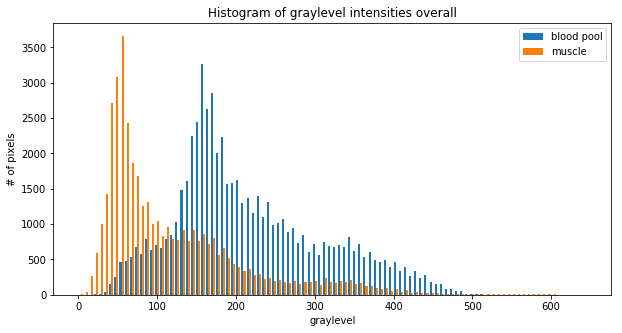 Histogram of graylevel intensities overall
blood pool
muscle
# of pixels
3500
3000
2500
2000
1500
1000
500
0
0 100 200 300 400 500 600
graylevel